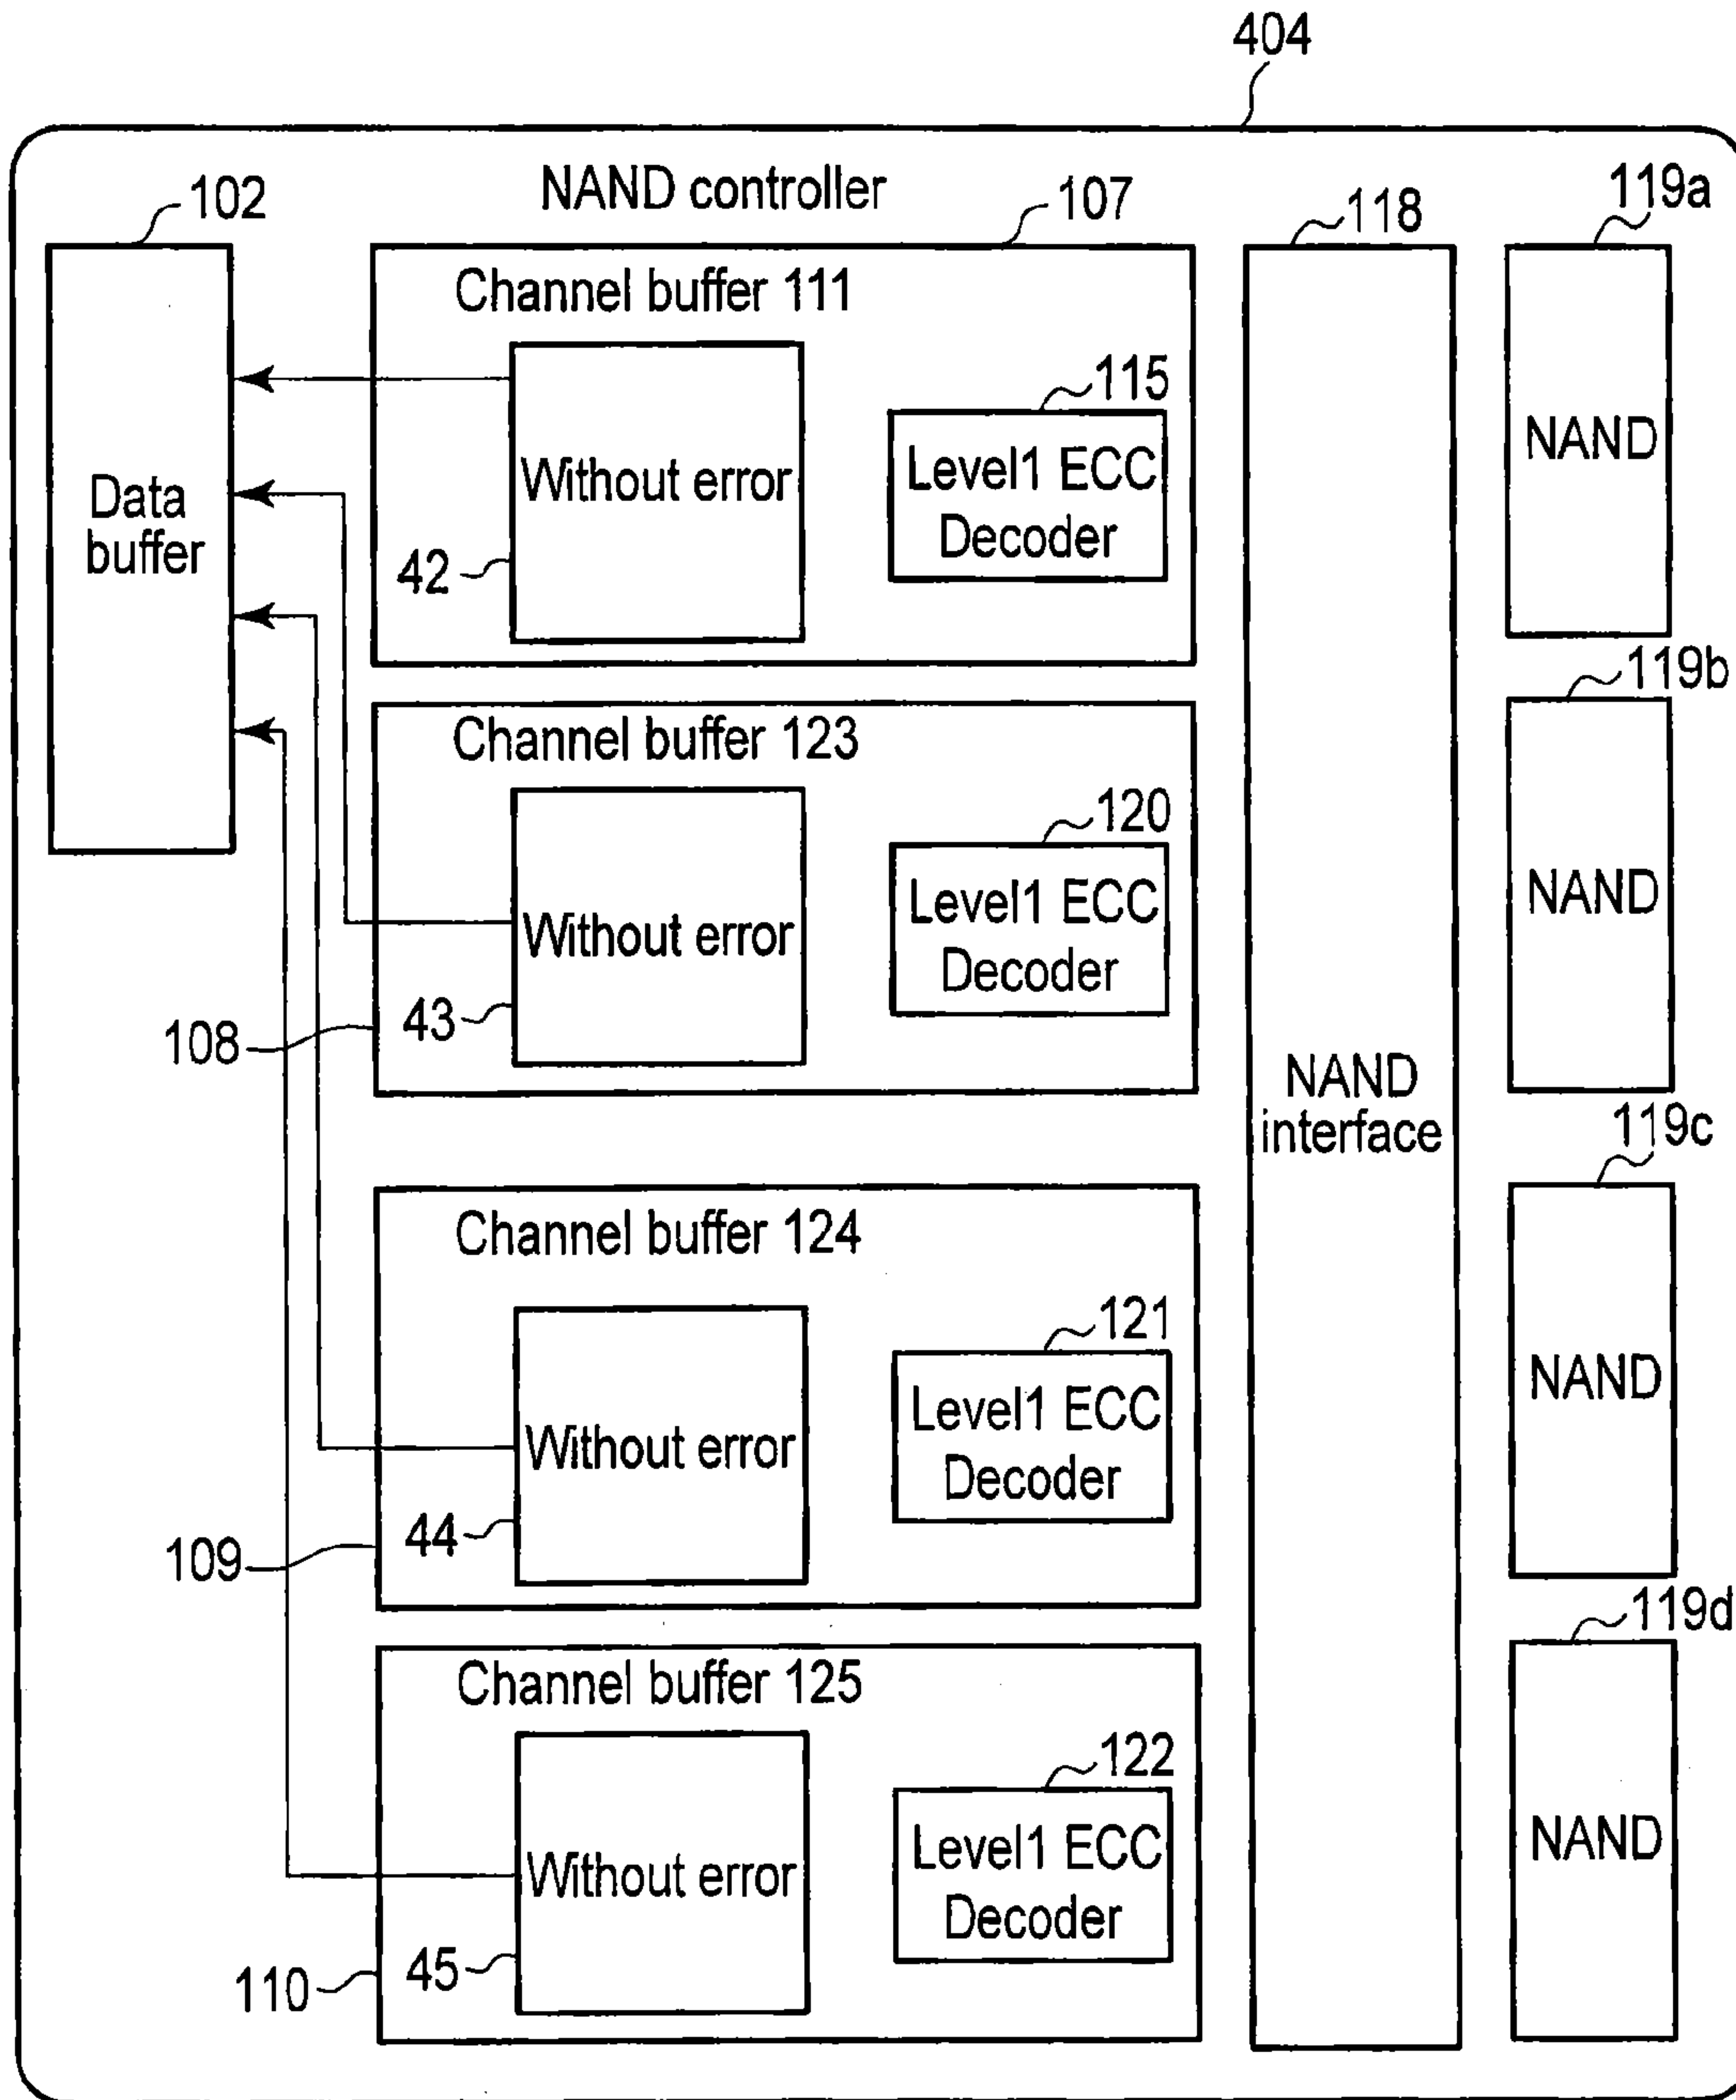 404
NAND controller
102
107
118
119a
Data
buffer
Channel buffer 111
Without error
42
115
Level1 ECC
Decoder
NAND
119b
Channel buffer 123
Without error
43
108
120
Level1 ECC
Decoder
NAND
NAND
interface
119c
Channel buffer 124
Without error
44
109
121
Level1 ECC
Decoder
NAND
119d
Channel buffer 125
Without error
45
110
122
Level1 ECC
Decoder
NAND